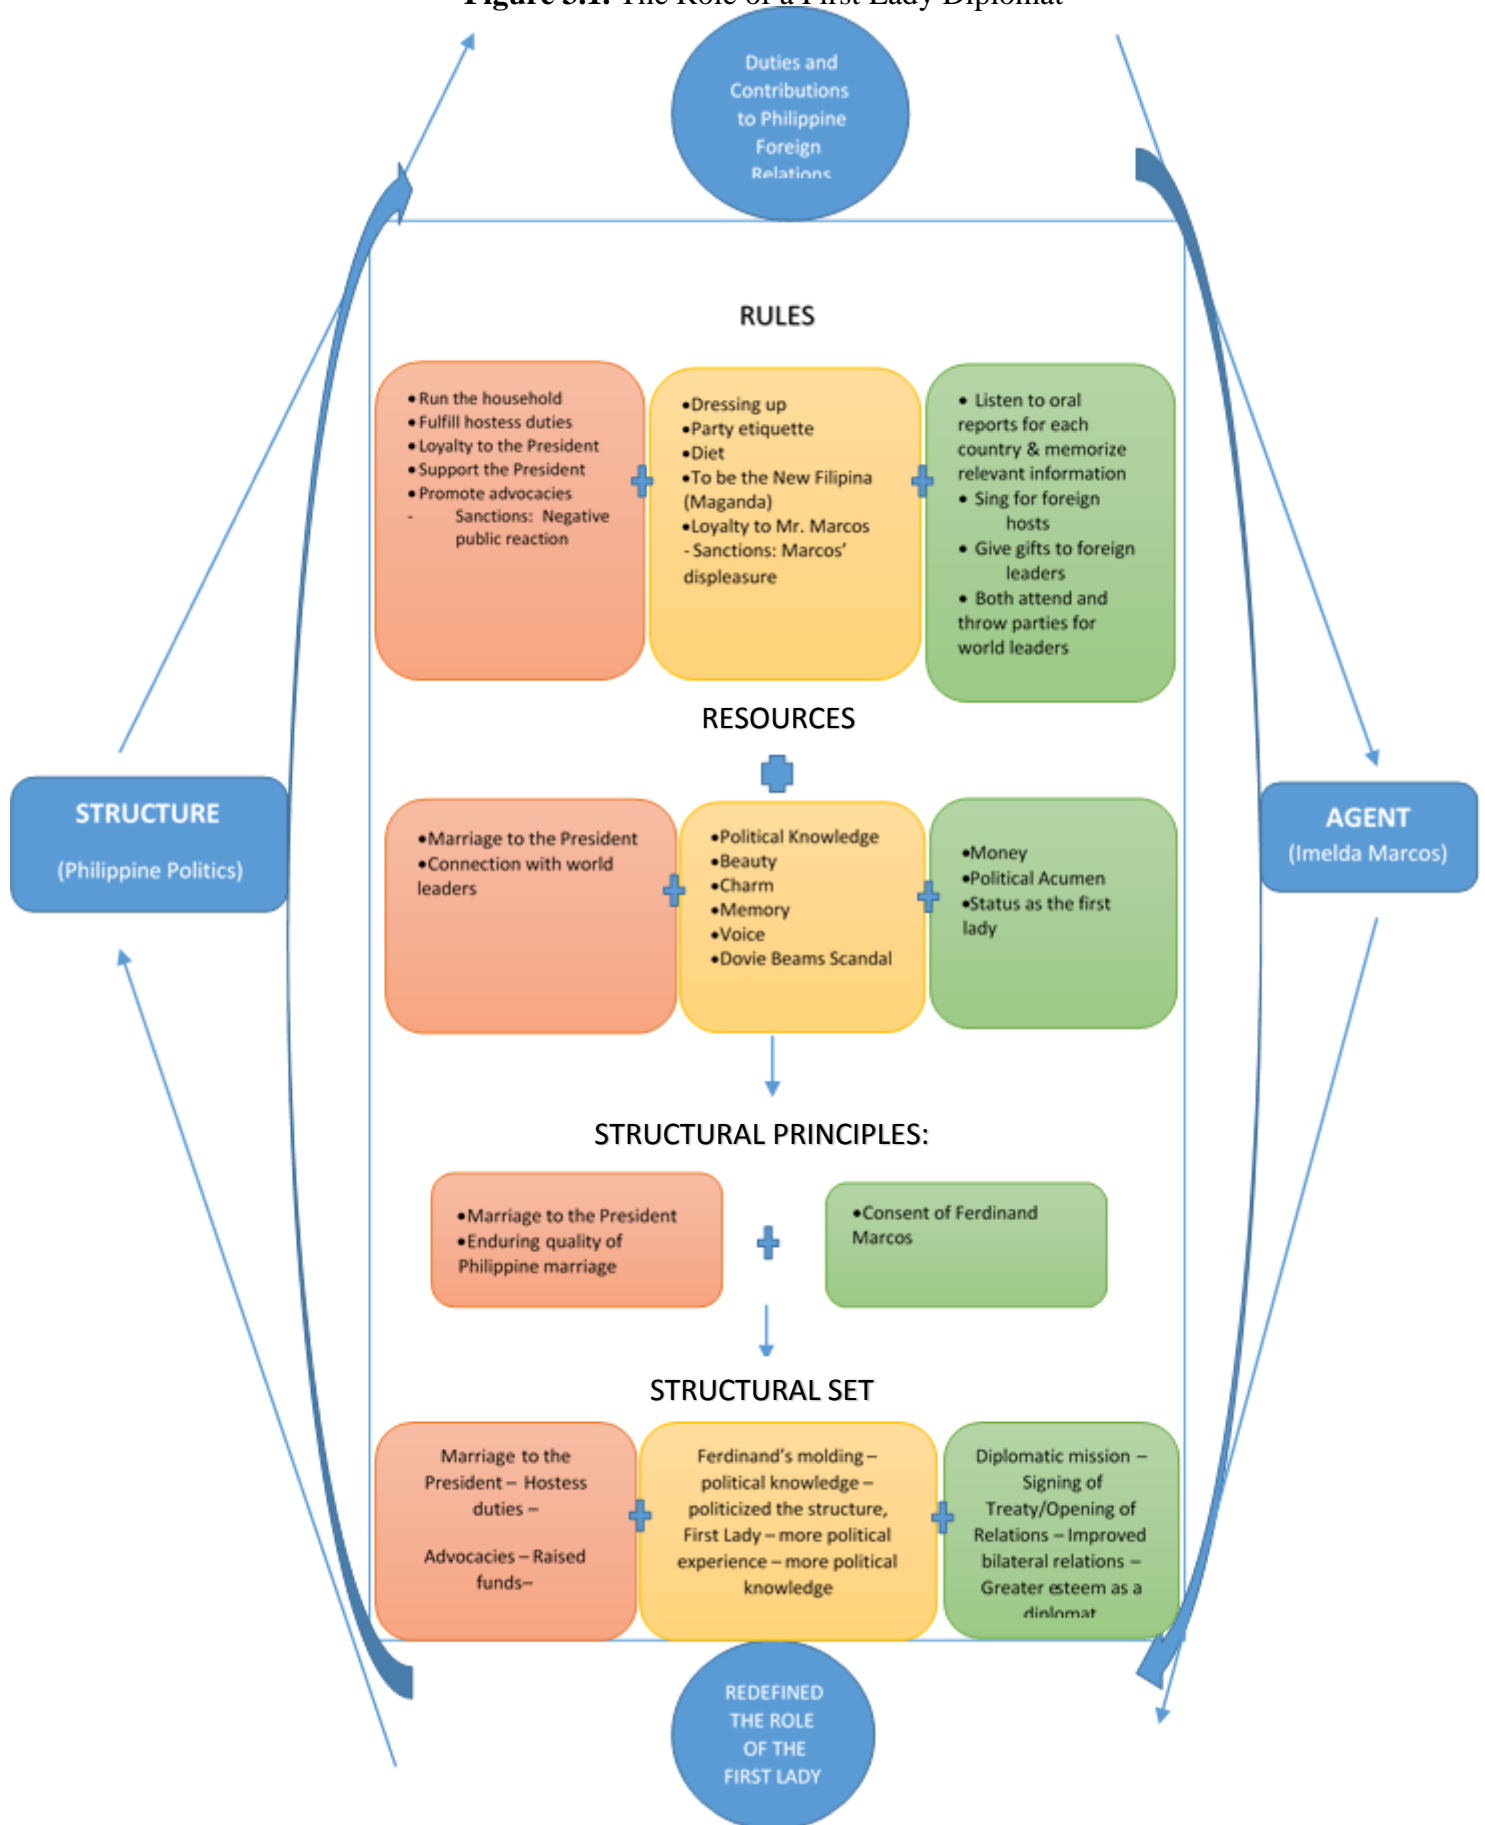 Figure 5.1. The Role of a First Lady Diplomat
Duties and
Contributions
to Philippine
Foreign
Relations
RULES
•Run the household
•Fulfill hostess duties
•Loyalty to the President
•Support the President
•Promote advocacies
- Sanctions: Negative
public reaction
•Dressing up
•Party etiquette
•Diet
•To be the New Filipina
(Maganda)
•Loyalty to Mr. Marcos
- Sanctions: Marcos’
displeasure
• Listen to oral
reports for each
country & memorize
relevant information
• Sing for foreign
hosts
• Give gifts to foreign
leaders
• Both attend and
throw parties for
world leaders
RESOURCES
STRUCTURE
(Philippine Politics)
•Marriage to the President
•Connection with world
leaders
•Political Knowledge
•Beauty
•Charm
•Memory
•Voice
•Dovie Beams Scandal
•Money
•Political Acumen
•Status as the first
lady
AGENT
(Imelda Marcos)
STRUCTURAL PRINCIPLES:
•Marriage to the President
•Enduring quality of
Philippine marriage
•Consent of Ferdinand
Marcos
STRUCTURAL SET
Marriage to the
President – Hostess
duties –
Advocacies – Raised
funds–
Ferdinand’s molding –
political knowledge –
politicized the structure,
First Lady – more political
experience – more political
knowledge
Diplomatic mission –
Signing of
Treaty/Opening of
Relations – Improved
bilateral relations –
Greater esteem as a
diplomat
REDEFINED
THE ROLE
OF THE
FIRST LADY